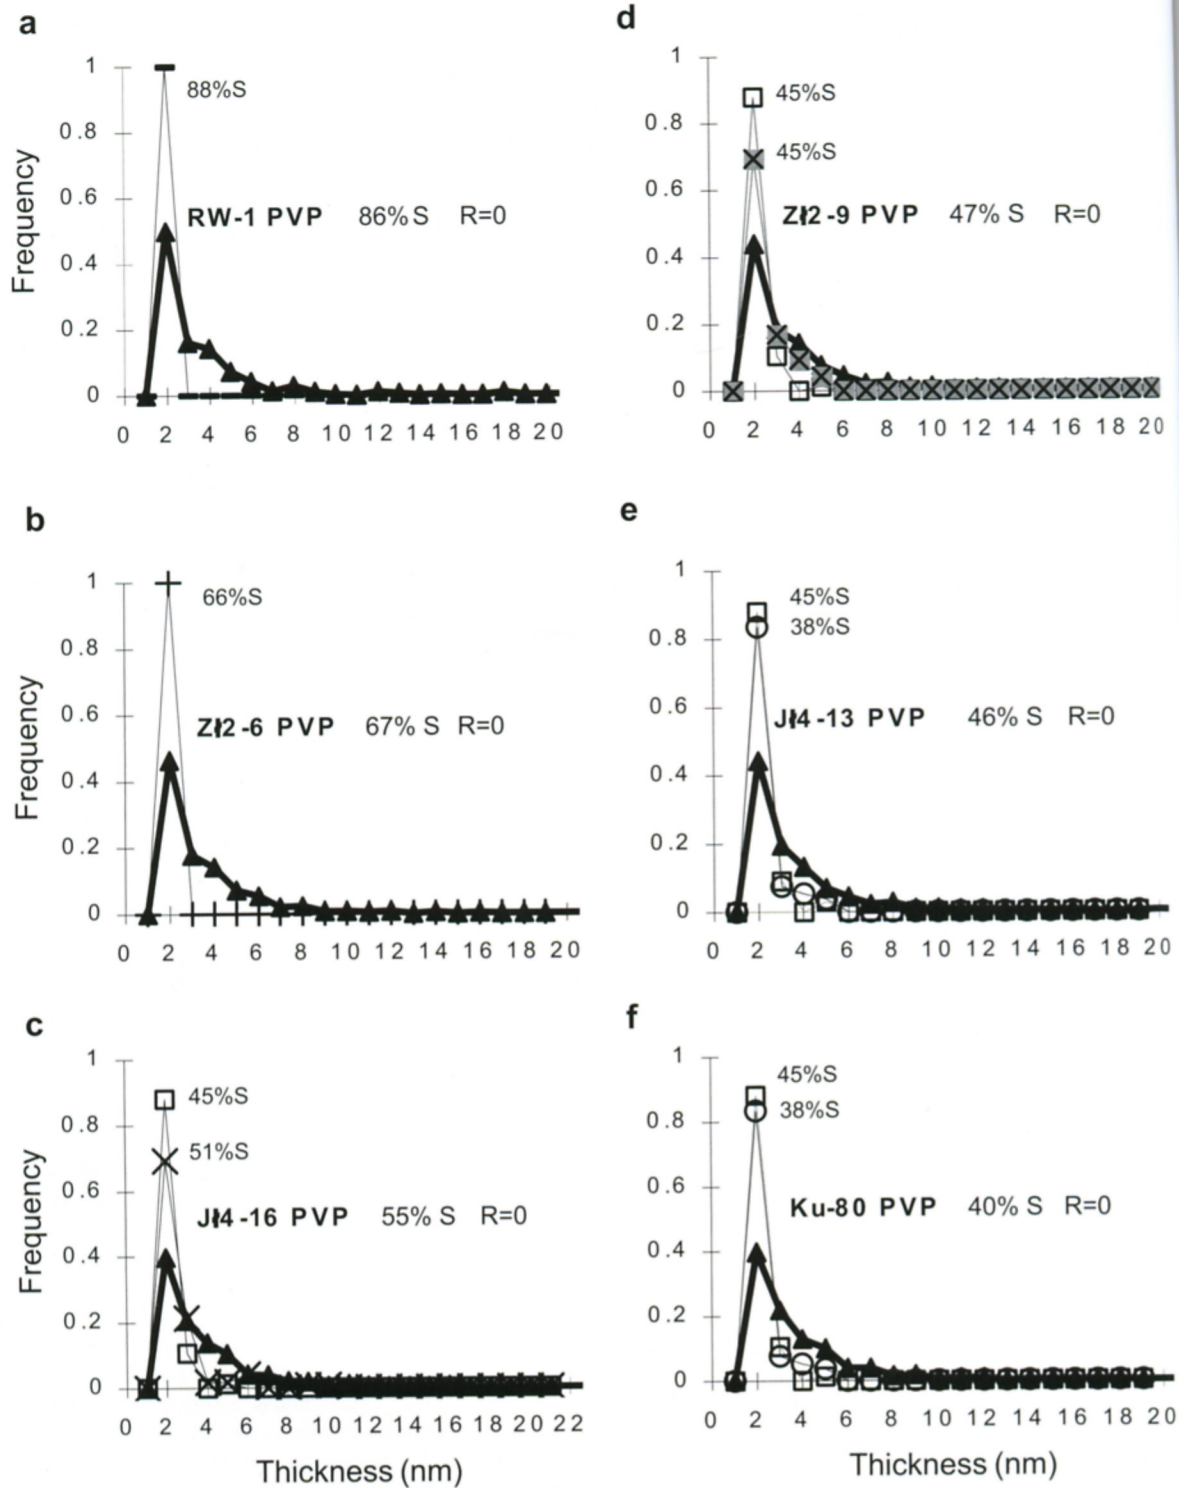 a
1
88%S
0.8
0.6
RW-1 PVP 86% S R=0
0.4
0.2
0
0 2 4 6 8 10 12 14 16 18 20
Frequency
b
1
66%S
0.8
0.6
Zł2-6 PVP 67% S R=0
0.4
0.2
0
0 2 4 6 8 10 12 14 16 18 20
Frequency
c
1
45%S
0.8
51%S
0.6
Jł4-16 PVP 55% S R=0
0.4
0.2
0
0 2 4 6 8 10 12 14 16 18 20 22
Frequency
Thickness (nm)
d
1
45%S
0.8
45%S
0.6
Zł2-9 PVP 47% S R=0
0.4
0.2
0
0 2 4 6 8 10 12 14 16 18 20
e
1
45%S
38%S
0.8
0.6
Jł4-13 PVP 46% S R=0
0.4
0.2
0
0 2 4 6 8 10 12 14 16 18 20
f
1
45%S
38%S
0.8
0.6
Ku-80 PVP 40% S R=0
0.4
0.2
0
0 2 4 6 8 10 12 14 16 18 20
Thickness (nm)